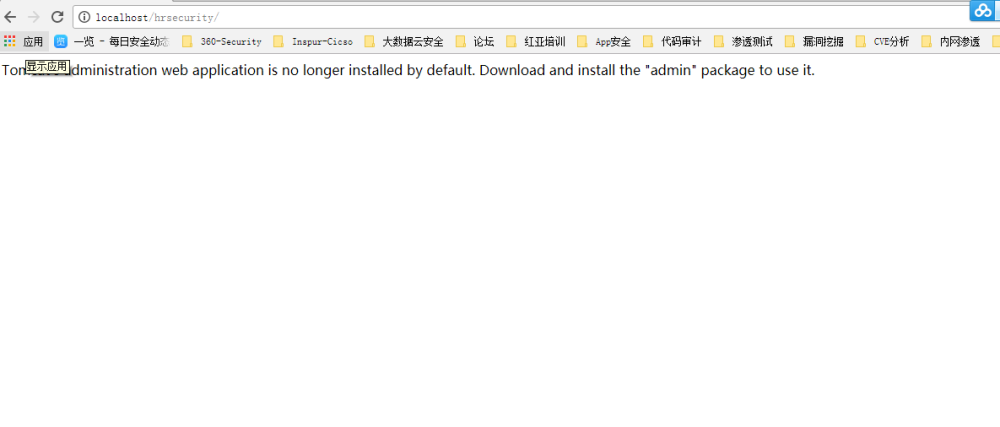 localhost/hrsecurity/
应用 一览 - 每日安全动态 360-Security Inspur-Cicso 大数据云安全 论坛 红亚培训 App安全 代码审计 渗透测试 漏洞挖掘 CVE分析 内网渗透
显示应用
administration web application is no longer installed by default. Download and install the "admin" package to use it.